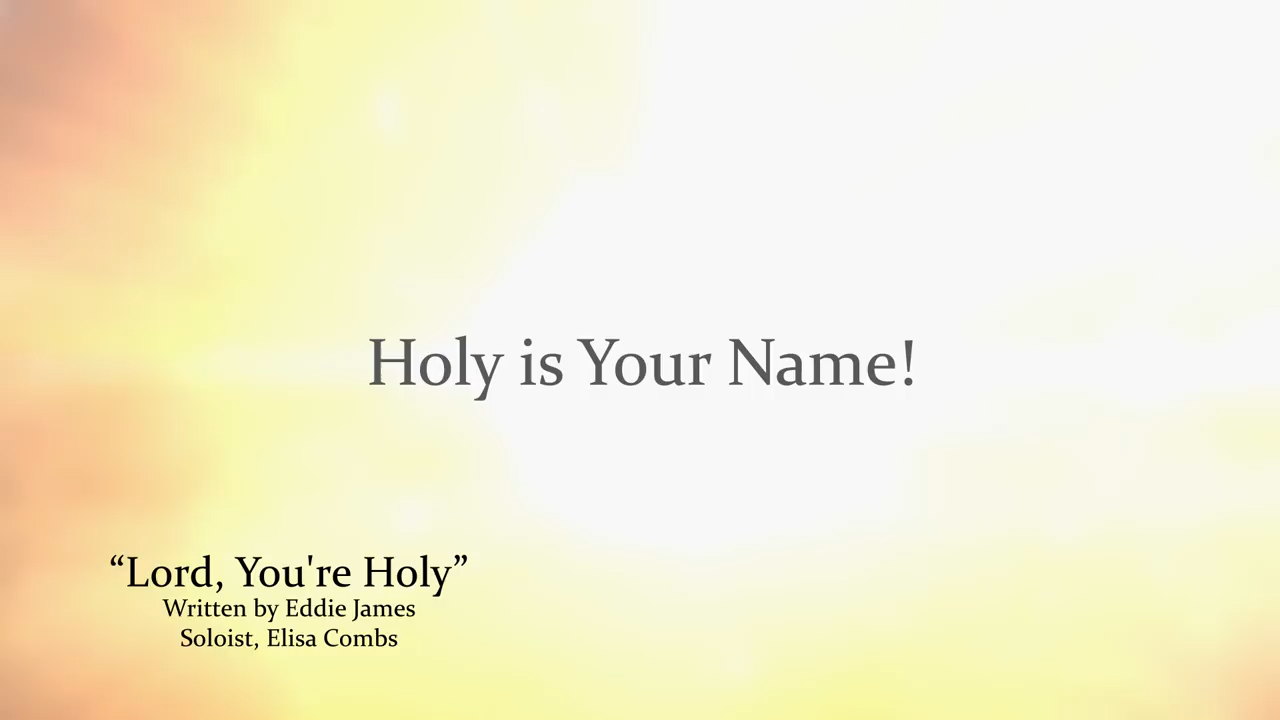 Holy is Your Name!
“Lord, You're Holy”
Written by Eddie James
Soloist, Elisa Combs